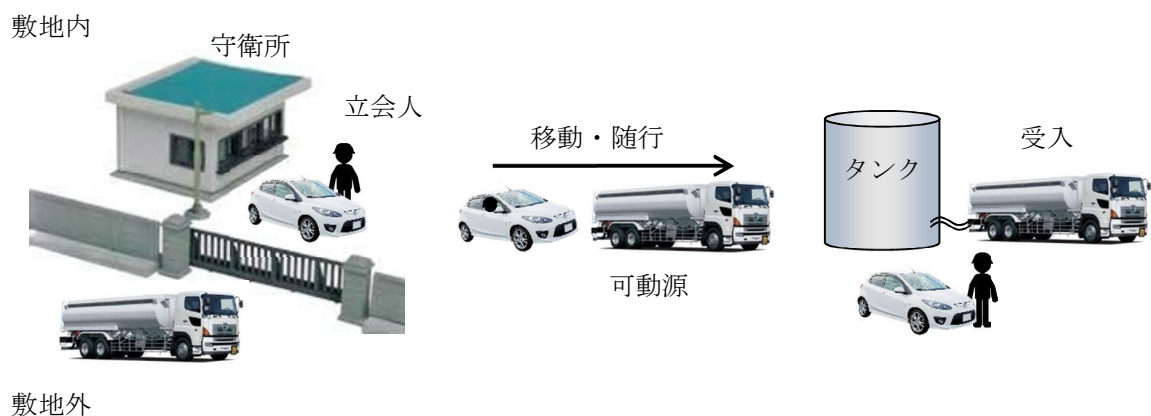 敷地内
守衛所
立会人
移動・随行
可動源
タンク
受入
敷地外